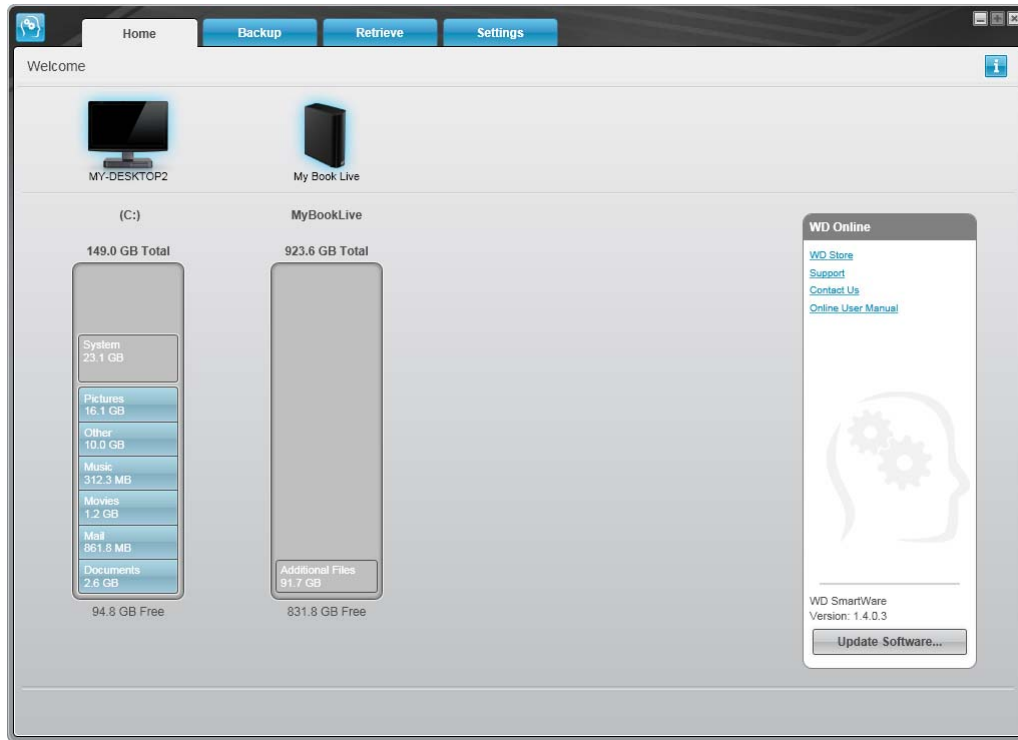 Home
Backup
Retrieve
Settings
Welcome
MY-DESKTOP2
My Book Live
(C:)
MyBookLive
149.0 GB Total
923.6 GB Total
System
23.1 GB
Pictures
16.1 GB
Other
10.0 GB
Music
312.3 MB
Movies
1.2 GB
Mail
861.8 MB
Documents
2.6 GB
Additional Files
91.7 GB
94.8 GB Free
831.8 GB Free
WD Online
WD Store
Support
Contact Us
Online User Manual
WD SmartWare
Version: 1.4.0.3
Update Software...